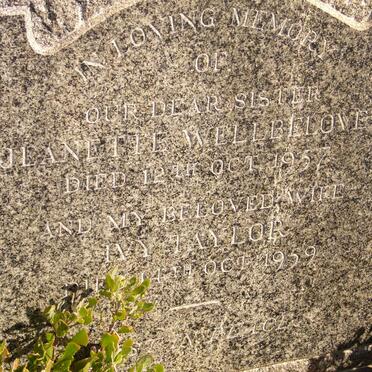 IN LOVING MEMORY
OF
OUR DEAR SISTER
JEANETTE WELLBELOVE
DIED 12TH OCT. 1957
AND MY BELOVED WIFE
IVY TAYLOR
OCT. 1959